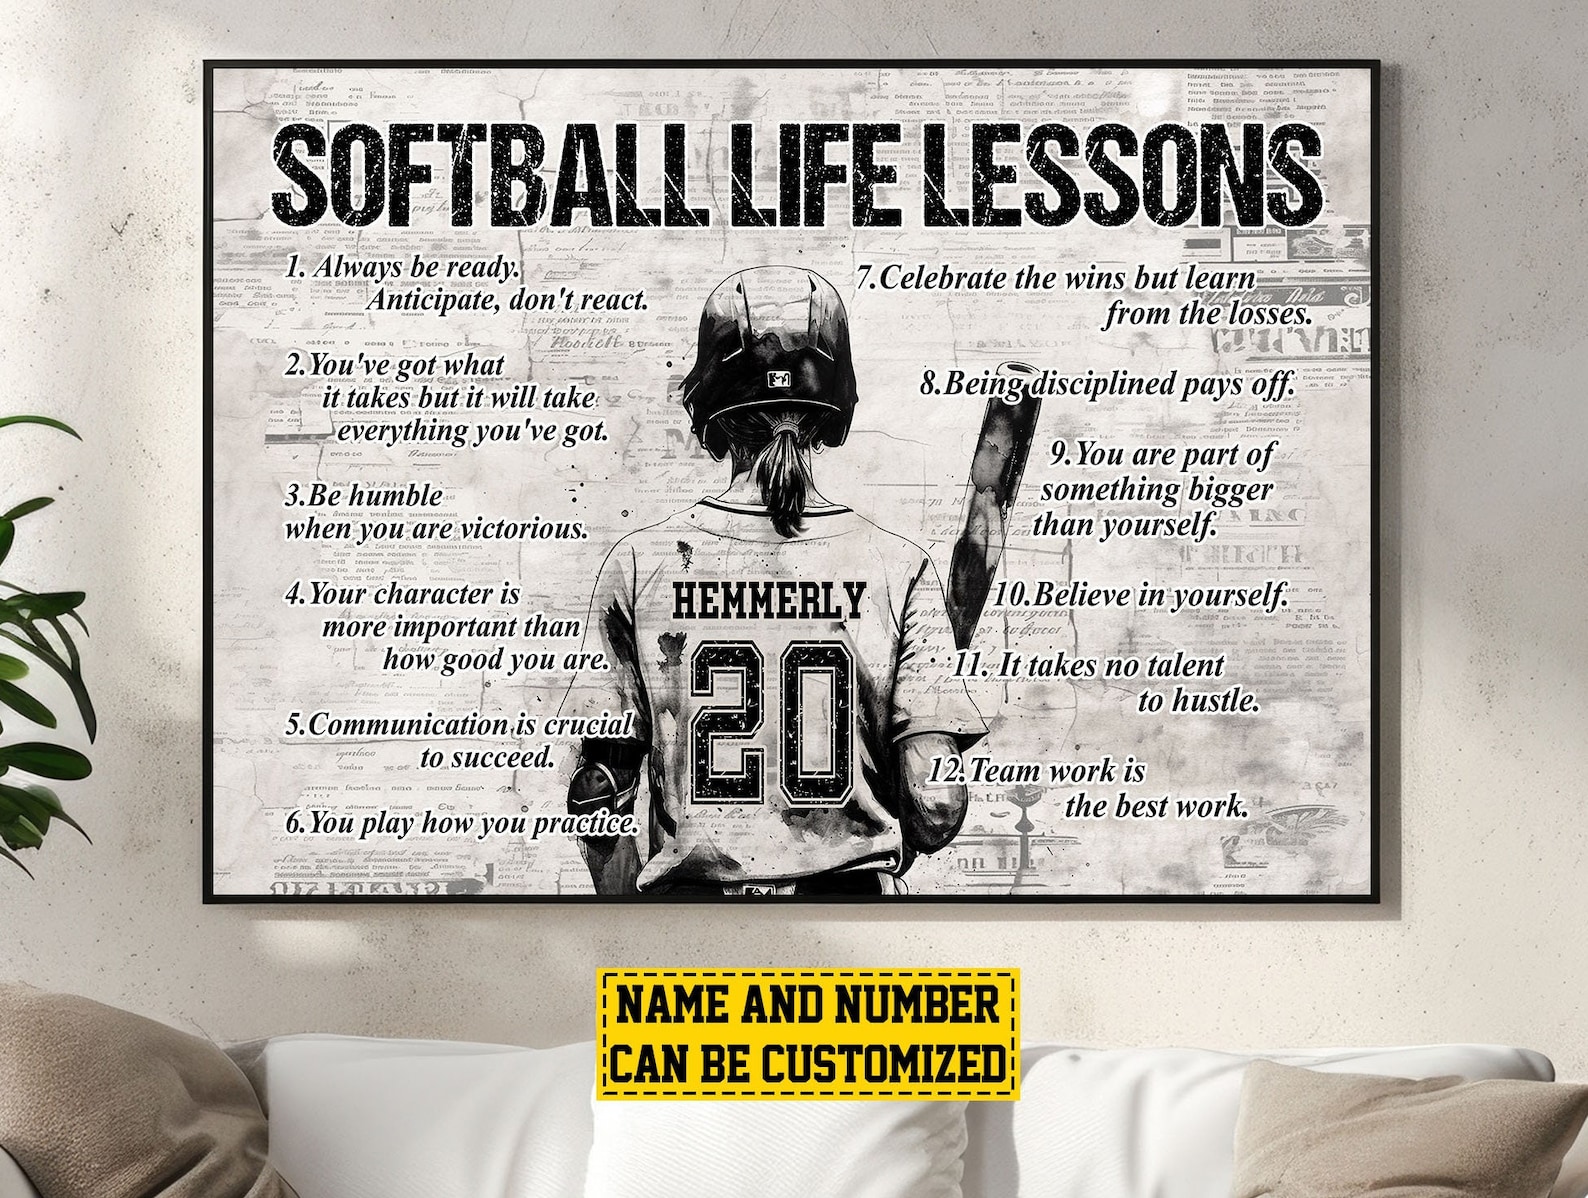 SOFTBALL LIFE LESSONS
1. Always be ready.
Anticipate, don't react.
2.You've got what
it takes but it will take
everything you've got.
3.Be humble
when you are victorious.
4.Your character is
more important than
how good you are.
5.Communication is crucial
to succeed.
6.You play how you practice.
7.Celebrate the wins but learn
from the losses.
8.Being disciplined pays off.
9.You are part of
something bigger
than yourself.
10.Believe in yourself.
11. It takes no talent
to hustle.
12.Team work is
the best work.
HEMMERLY
20
NAME AND NUMBER
CAN BE CUSTOMIZED